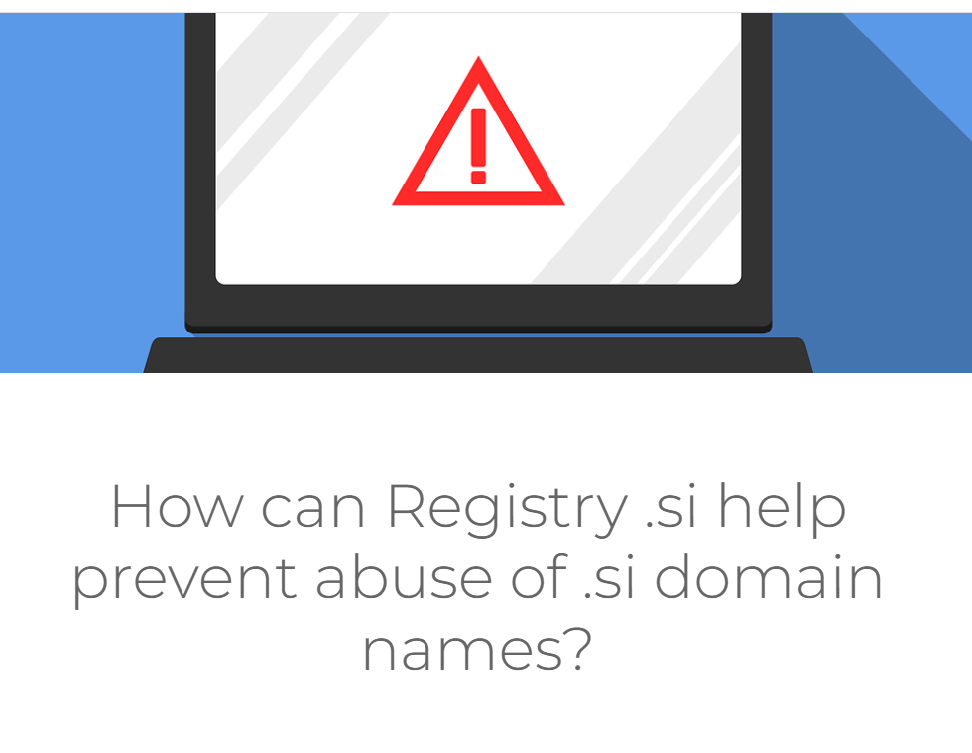 How can Registry .si help
prevent abuse of .si domain
names?